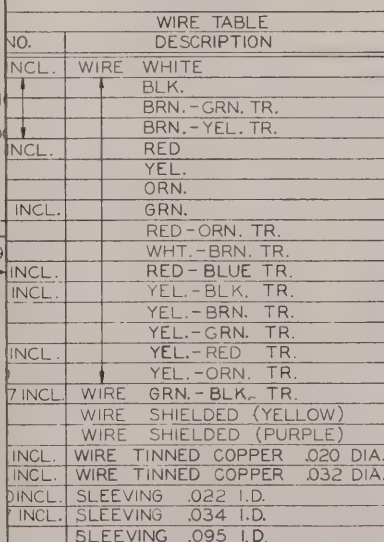 WIRE TABLE
NO. DESCRIPTION
INCL. WIRE WHITE
BLK.
BRN.-GRN. TR.
BRN.-YEL. TR.
INCL. RED
YEL.
ORN.
INCL. GRN.
RED-ORN. TR.
WHT.-BRN. TR.
INCL. RED-BLUE TR.
INCL. YEL.-BLK. TR.
YEL.-BRN. TR.
YEL.-GRN. TR.
INCL. YEL.-RED TR.
YEL.-ORN. TR.
7 INCL. WIRE GRN.-BLK. TR.
WIRE SHIELDED (YELLOW)
WIRE SHIELDED (PURPLE)
INCL. WIRE TINNED COPPER .020 DIA.
INCL. WIRE TINNED COPPER .032 DIA.
INCL. SLEEVING .022 I.D.
INCL. SLEEVING .034 I.D.
SLEEVING .095 I.D.